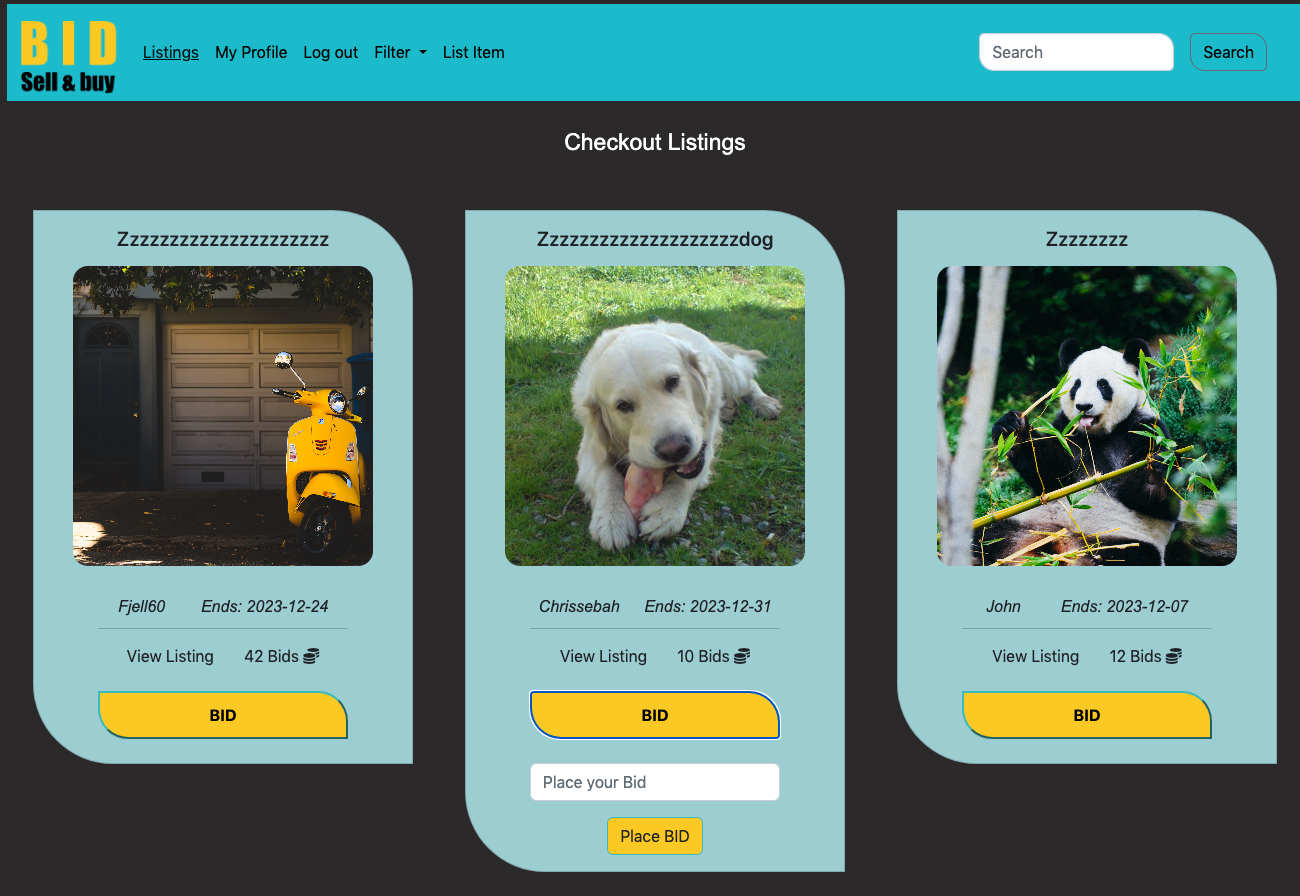 BID
Sell & buy
Listings My Profile Log out Filter List Item
Search Search
Checkout Listings
Zzzzzzzzzzzzzzzzzzzzz
Fjell60 Ends: 2023-12-24
View Listing 42 Bids
BID
Zzzzzzzzzzzzzzzzzzzzdog
Chrissebah Ends: 2023-12-31
View Listing 10 Bids
BID
Place your Bid
Place BID
Zzzzzzzz
John Ends: 2023-12-07
View Listing 12 Bids
BID